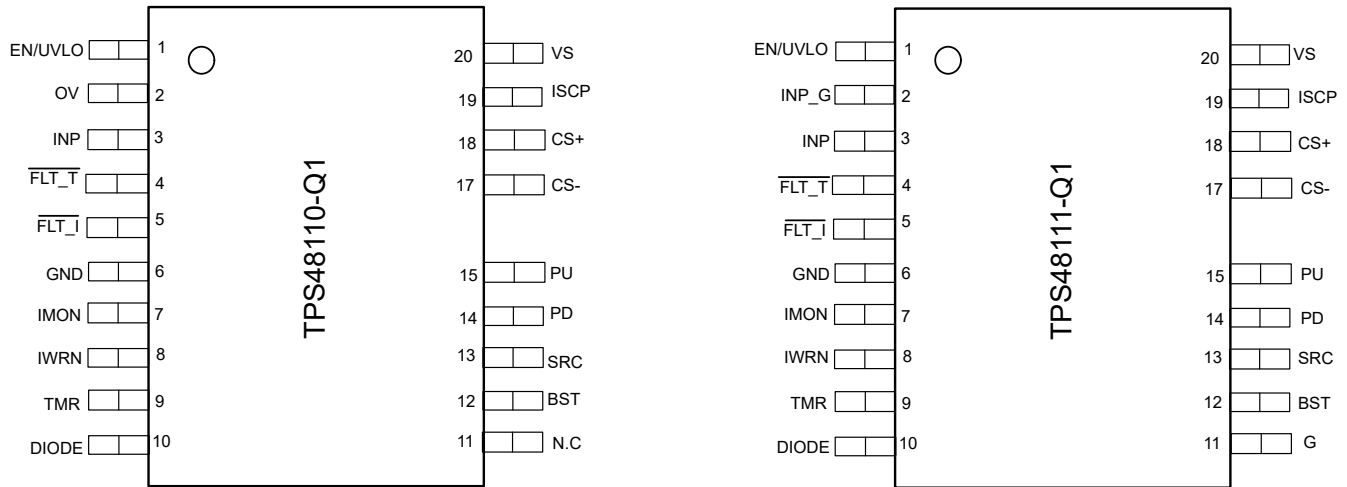 EN/UVLO 1
OV 2
INP 3
FLT_T 4
FLT_I 5
GND 6
IMON 7
IWRN 8
TMR 9
DIODE 10
TPS48110-Q1
20 VS
19 ISCP
18 CS+
17 CS-
15 PU
14 PD
13 SRC
12 BST
11 N.C
EN/UVLO 1
INP_G 2
INP 3
FLT_T 4
FLT_I 5
GND 6
IMON 7
IWRN 8
TMR 9
DIODE 10
TPS48111-Q1
20 VS
19 ISCP
18 CS+
17 CS-
15 PU
14 PD
13 SRC
12 BST
11 G